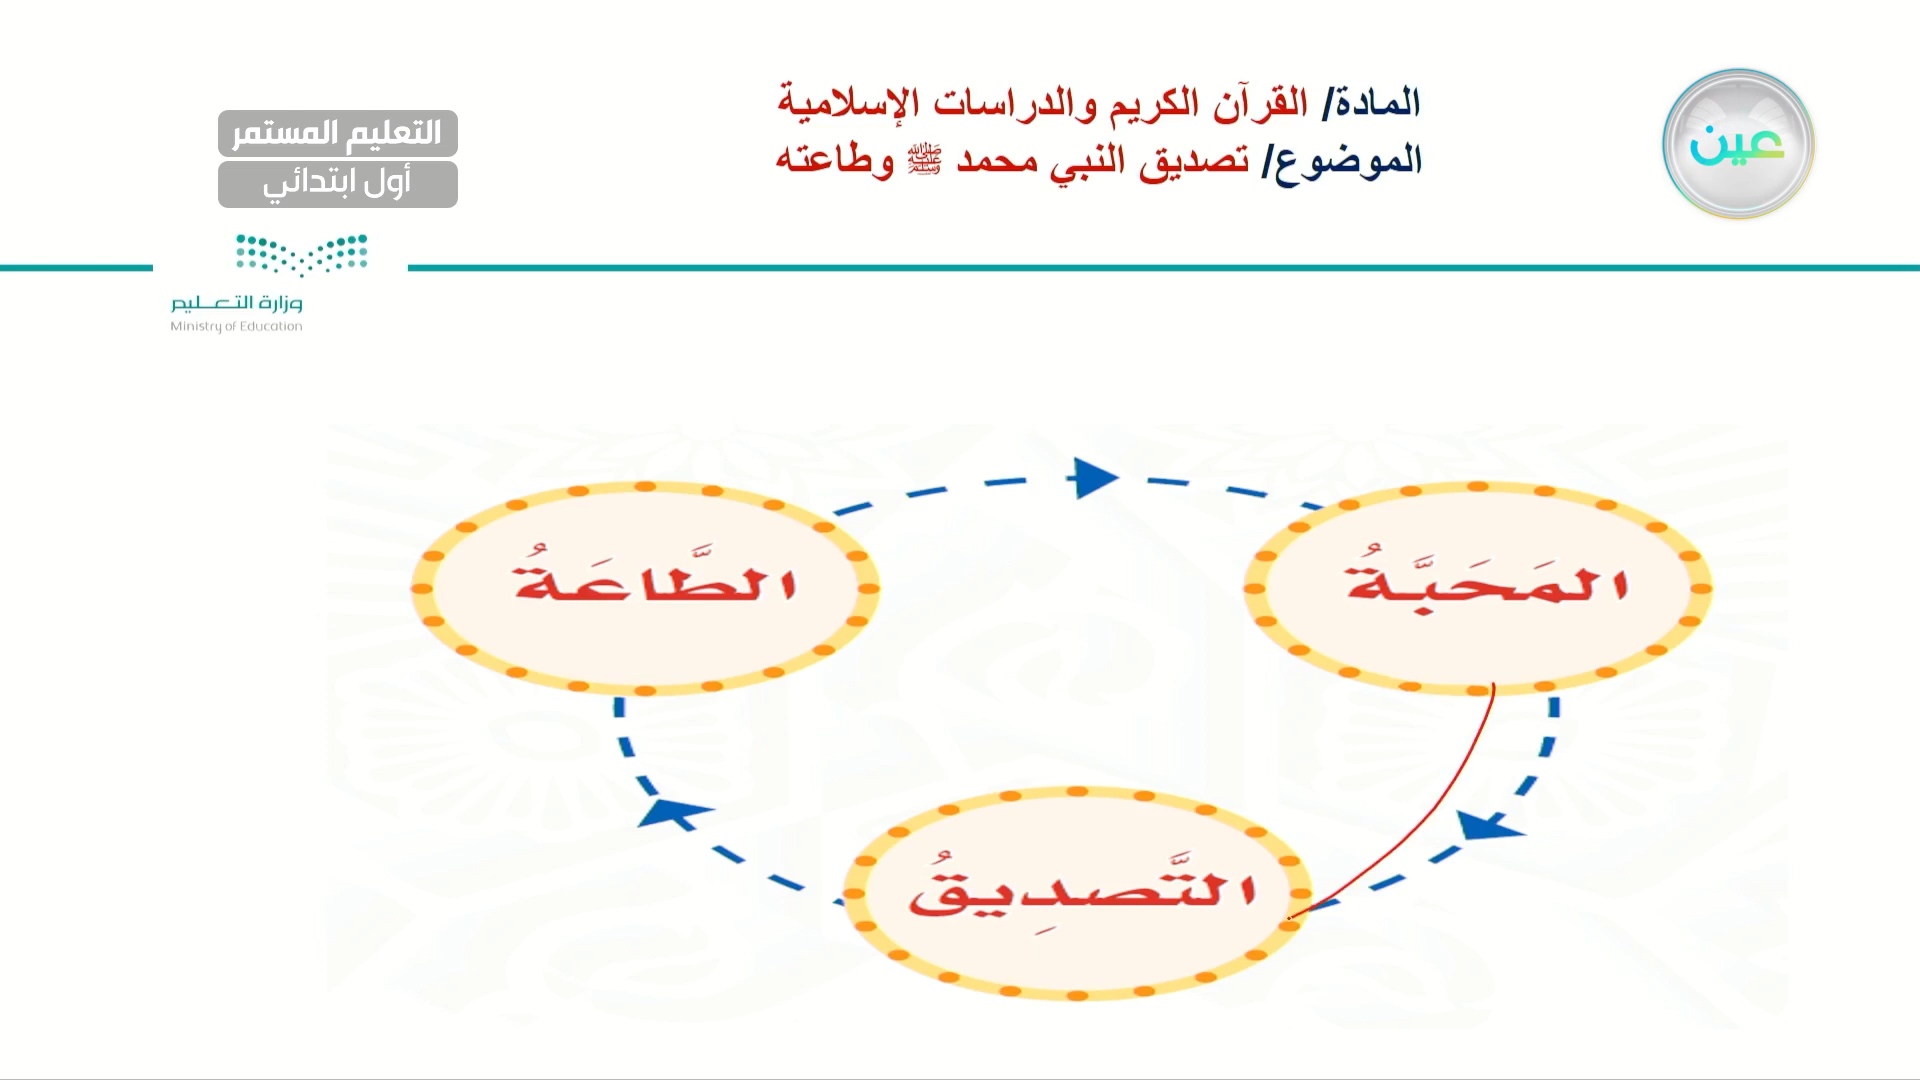 المادة/ القرآن الكريم والدراسات الإسلامية
الموضوع/ تصديق النبي محمد ﷺ وطاعته
عين
التعليم المستمر
أول ابتدائي
وزارة التعـليم
Ministry of Education
المَحَبَّةُ
الطَّاعَةُ
التَّصدِيقُ